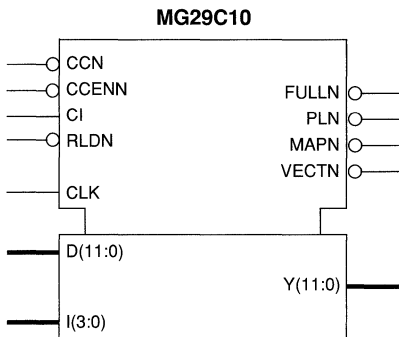 MG29C10
CCN
CCENN
CI
RLDN
CLK
FULLN
PLN
MAPN
VECTN
D(11:0)
Y(11:0)
I(3:0)